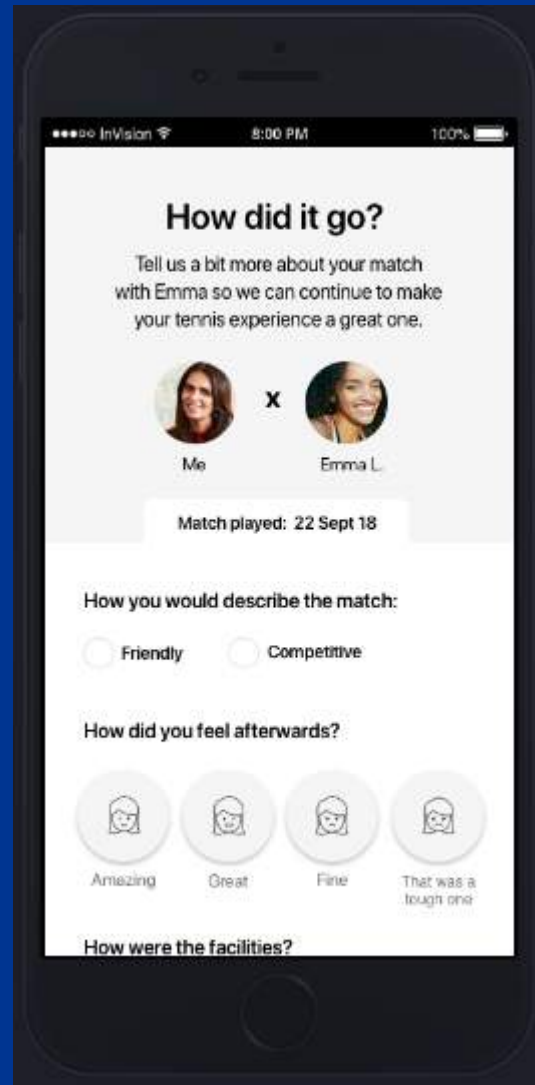 InVision 8:00 PM 100%
How did it go?
Tell us a bit more about your match
with Emma so we can continue to make
your tennis experience a great one.
x
Me Emma L.
Match played: 22 Sept 18
How you would describe the match:
Friendly Competitive
How did you feel afterwards?
Amazing Great Fine That was a
tough one
How were the facilities?